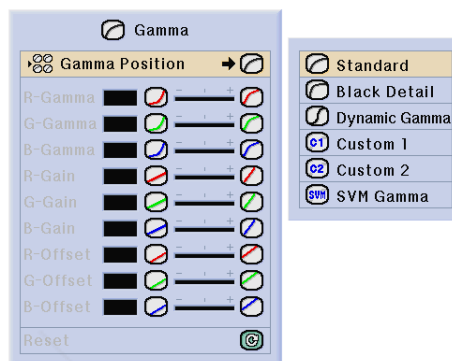 Gamma
Gamma Position
R-Gamma
G-Gamma
B-Gamma
R-Gain
G-Gain
B-Gain
R-Offset
G-Offset
B-Offset
Reset
Standard
Black Detail
Dynamic Gamma
C1 Custom 1
C2 Custom 2
SVM SVM Gamma